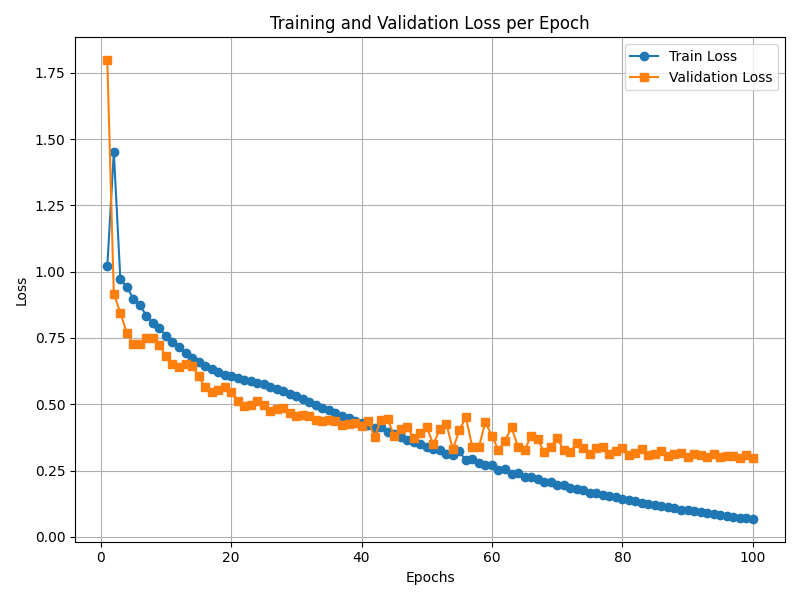 Training and Validation Loss per Epoch
Train Loss
Validation Loss
Loss
1.75
1.50
1.25
1.00
0.75
0.50
0.25
0.00
0 20 40 60 80 100
Epochs